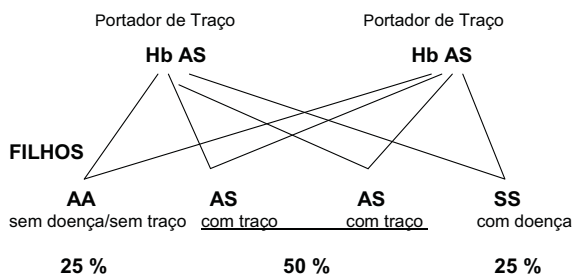 Portador de Traço Portador de Traço
Hb AS Hb AS
FILHOS
AA AS AS SS
sem doença/sem traço com traço com traço com doença
25 % 50 % 25 %